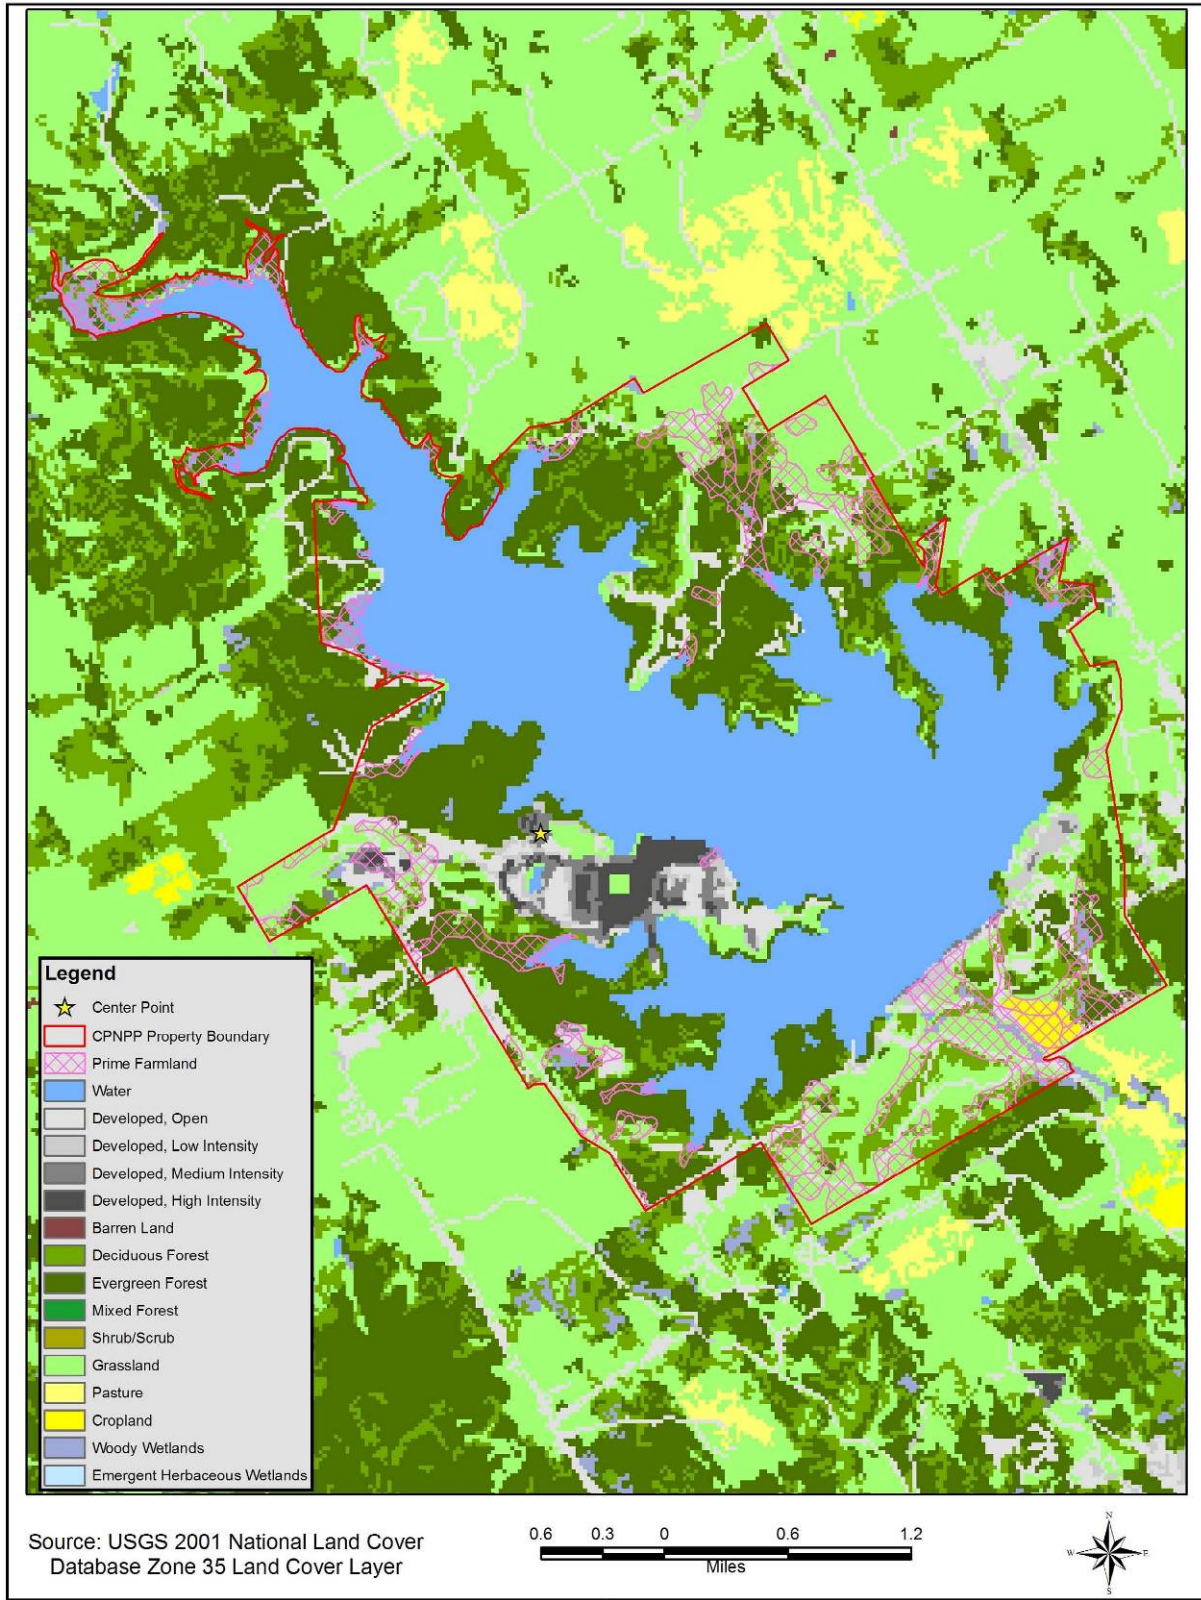 Legend
Center Point
CPNPP Property Boundary
Prime Farmland
Water
Developed, Open
Developed, Low Intensity
Developed, Medium Intensity
Developed, High Intensity
Barren Land
Deciduous Forest
Evergreen Forest
Mixed Forest
Shrub/Scrub
Grassland
Pasture
Cropland
Woody Wetlands
Emergent Herbaceous Wetlands
Source: USGS 2001 National Land Cover
Database Zone 35 Land Cover Layer
0.6 0.3 0 0.6 1.2
Miles
N
W E
S